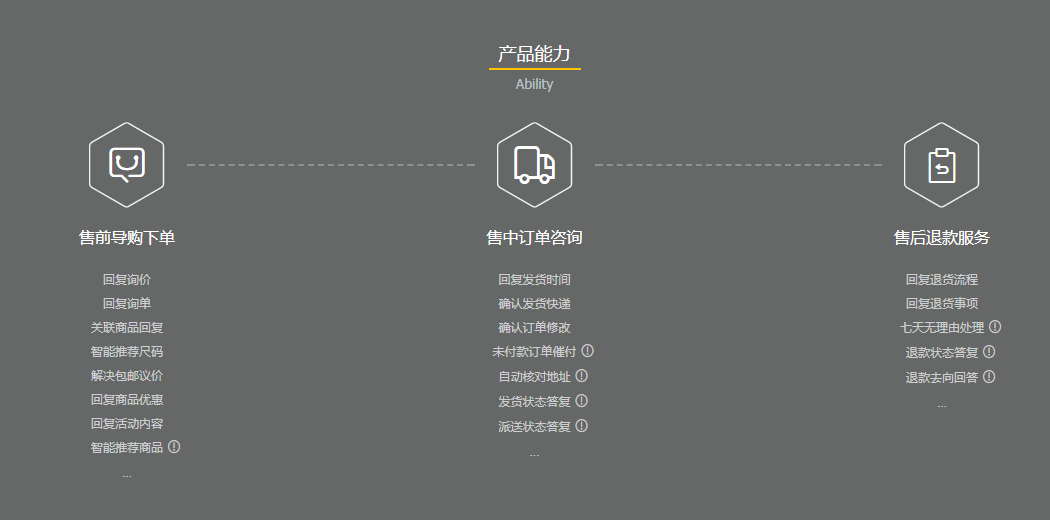 产品能力
Ability
售前导购下单
回复询价
回复询单
关联商品回复
智能推荐尺码
解决包邮议价
回复商品优惠
回复活动内容
智能推荐商品
...
售中订单咨询
回复发货时间
确认发货快递
确认订单修改
未付款订单催付
自动核对地址
发货状态答复
派送状态答复
...
售后退款服务
回复退货流程
回复退货事项
七天无理由处理
退款状态答复
退款去向回答
...